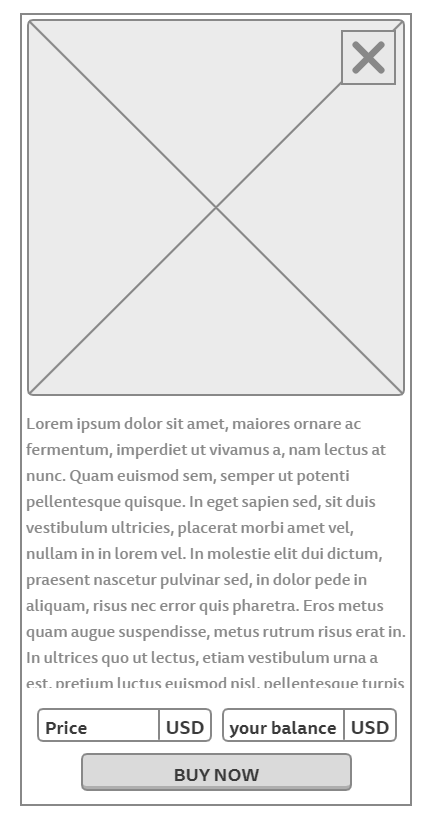 Lorem ipsum dolor sit amet, maiores ornare ac
fermentum, imperdiet ut vivamus a, nam lectus at
nunc. Quam euismod sem, semper ut potenti
pellentesque quisque. In eget sapien sed, sit duis
vestibulum ultricies, placerat morbi amet vel,
nullam in in lorem vel. In molestie elit dui dictum,
praesent nascetur pulvinar sed, in dolor pede in
aliquam, risus nec error quis pharetra. Eros metus
quam augue suspendisse, metus rutrum risus erat in.
In ultrices quo ut lectus, etiam vestibulum urna a
est, pretium luctus euismod nisl, pellentesque turpis
Price USD your balance USD
BUY NOW